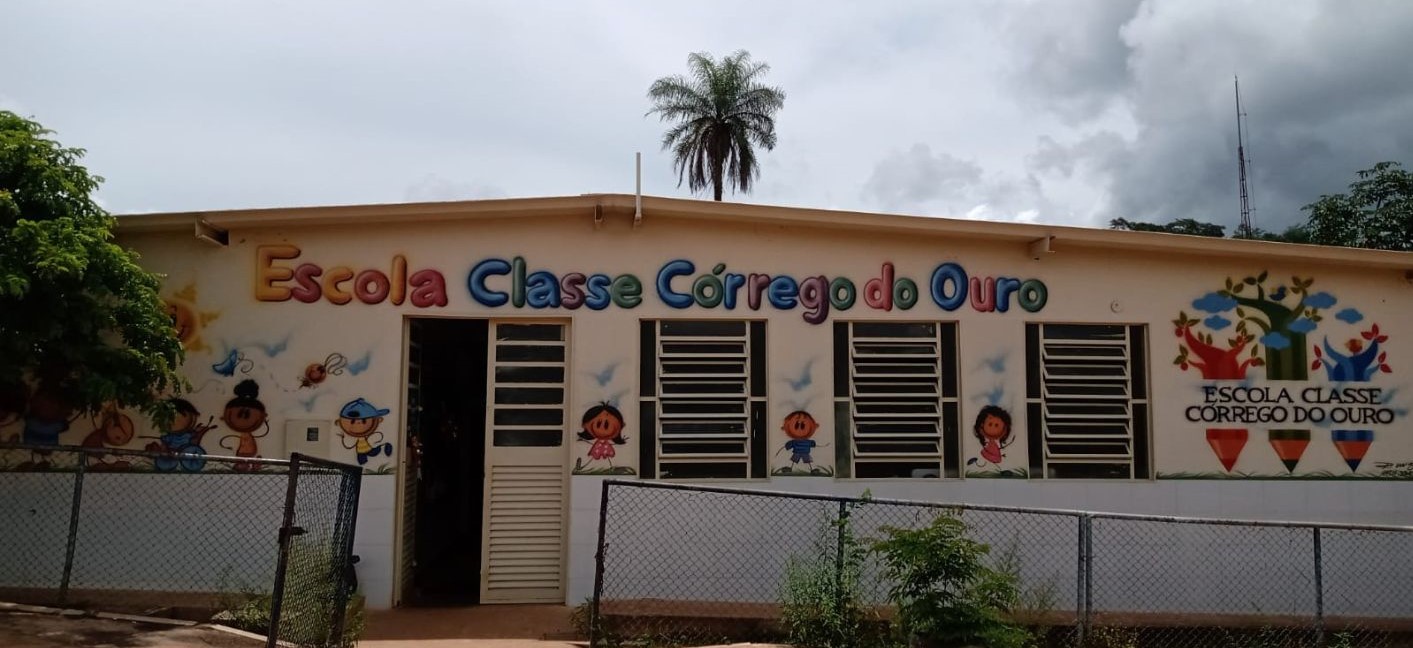 Escola Classe Córrego do Ouro
ESCOLA CLASSE
CÓRREGO DO OURO